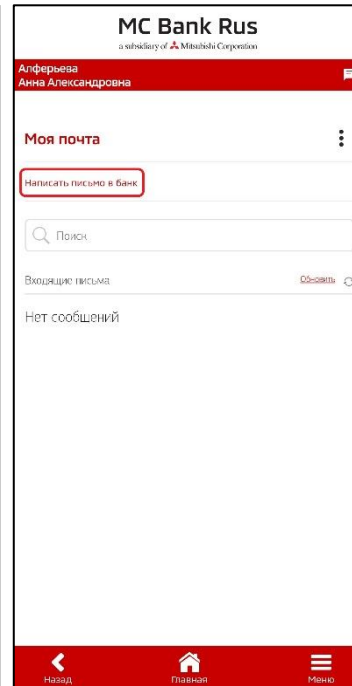 MC Bank Rus
a subsidiary of Mitsubishi Corporation
Алферьева
Анна Александровна
Моя почта
Написать письмо в банк
Поиск
Входящие письма Обновить
Нет сообщений
Назад Главная Меню